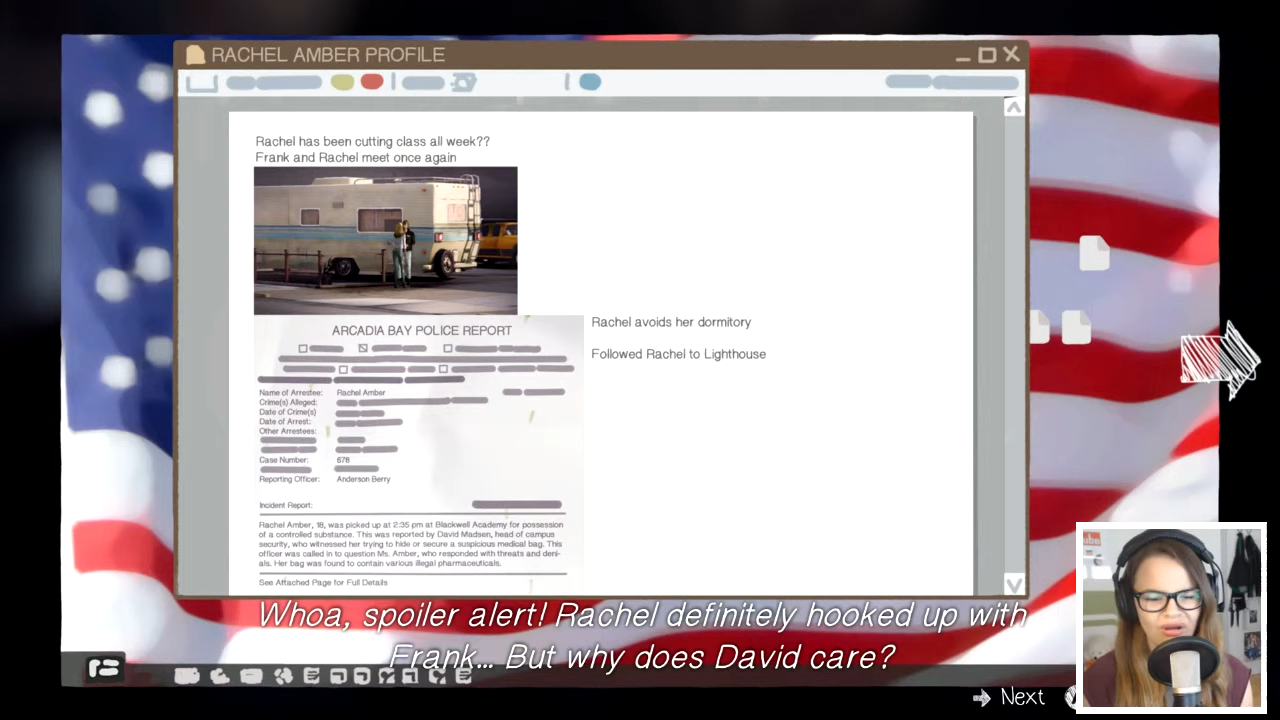 RACHEL AMBER PROFILE
Rachel has been cutting class all week??
Frank and Rachel meet once again
ARCADIA BAY POLICE REPORT
Rachel avoids her dormitory
Followed Rachel to Lighthouse
Name of Arrestee: Rachel Amber
Crime(s) Alleged:
Date of Crime(s)
Date of Arrest:
Other Arrestees:
Case Number: 678
Reporting Officer: Anderson Berry
Incident Report:
Rachel Amber, 18, was picked up at 2:35 pm at Blackwell Academy for possession
of a controlled substance. This was reported by David Madsen, head of campus
security, who witnessed her trying to hide or secure a suspicious medical bag. This
officer was called in to question Ms. Amber, who responded with threats and deni-
als. Her bag was found to contain various illegal pharmaceuticals.
See Attached Page for Full Details
Whoa, spoiler alert! Rachel definitely hooked up with
Frank... But why does David care?
Next